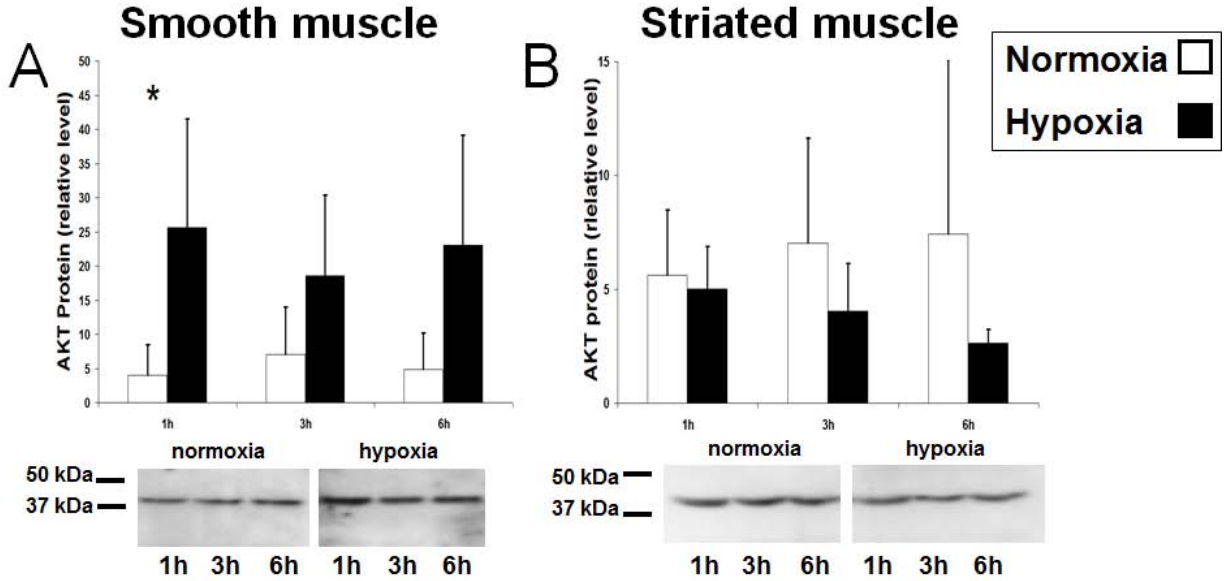 Smooth muscle
Striated muscle
A
B
Normoxia
Hypoxia
AKT Protein (relative level)
50
45
40
35
30
25
20
15
10
5
0
*
1h 3h 6h
AKT protein (rlelative level)
15
10
5
0
1h 3h 6h
normoxia hypoxia
50 kDa
37 kDa
1h 3h 6h 1h 3h 6h
normoxia hypoxia
50 kDa
37 kDa
1h 3h 6h 1h 3h 6h